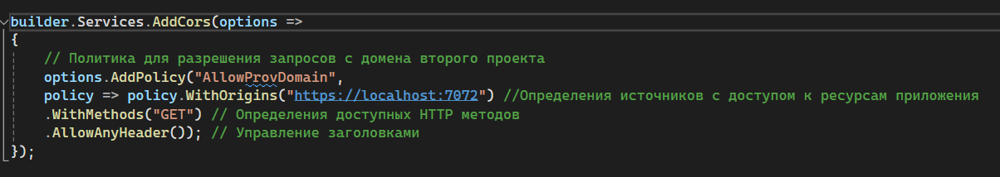 builder.Services.AddCors(options =>
{
// Политика для разрешения запросов с домена второго проекта
options.AddPolicy("AllowProvDomain",
policy => policy.WithOrigins("https://localhost:7072") //Определения источников с доступом к ресурсам приложения
.WithMethods("GET") // Определения доступных HTTP методов
.AllowAnyHeader()); // Управление заголовками
});